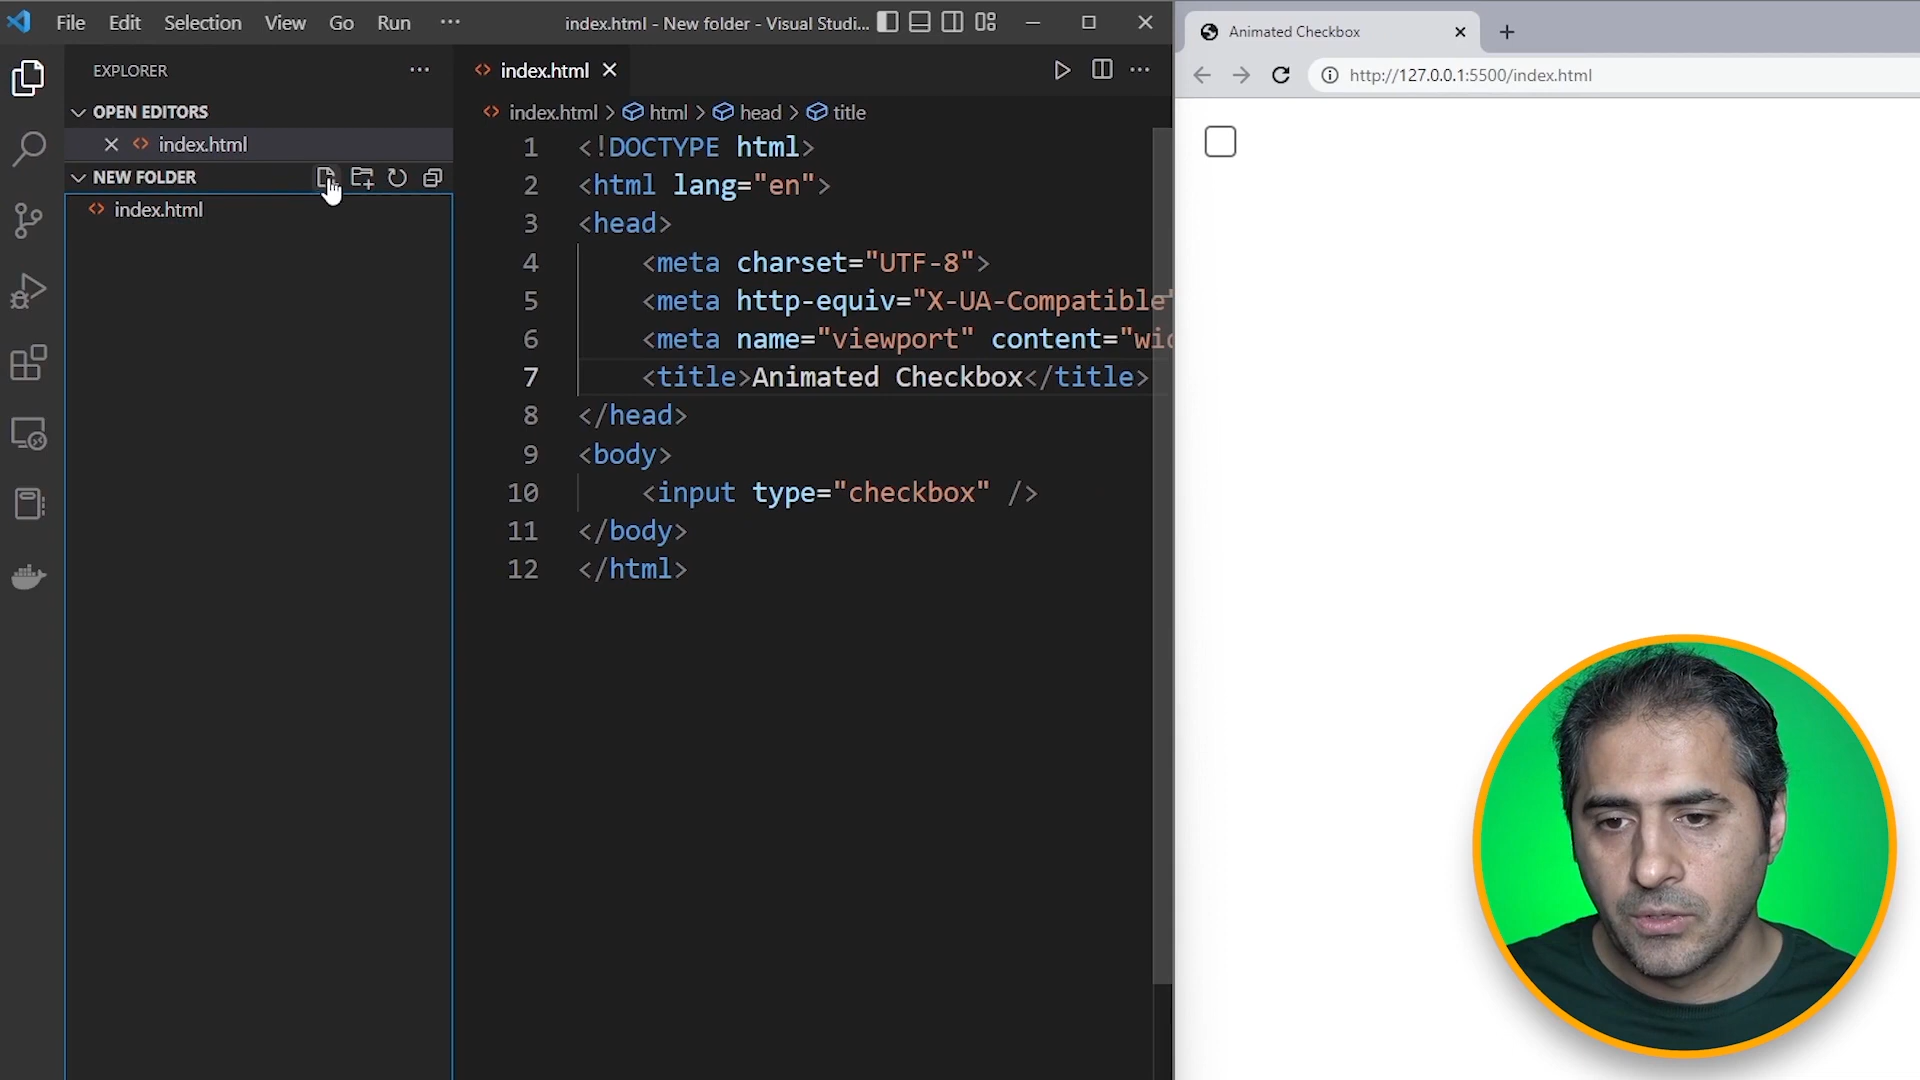 File Edit Selection View Go Run ··· index.html - New folder - Visual Studi...
EXPLORER ···
OPEN EDITORS
index.html
NEW FOLDER
index.html
index.html ···
index.html > html > head > title
1 <!DOCTYPE html>
2 <html lang="en">
3 <head>
4 <meta charset="UTF-8">
5 <meta http-equiv="X-UA-Compatible"
6 <meta name="viewport" content="wid
7 <title>Animated Checkbox</title>
8 </head>
9 <body>
10 <input type="checkbox" />
11 </body>
12 </html>
Animated Checkbox
http://127.0.0.1:5500/index.html